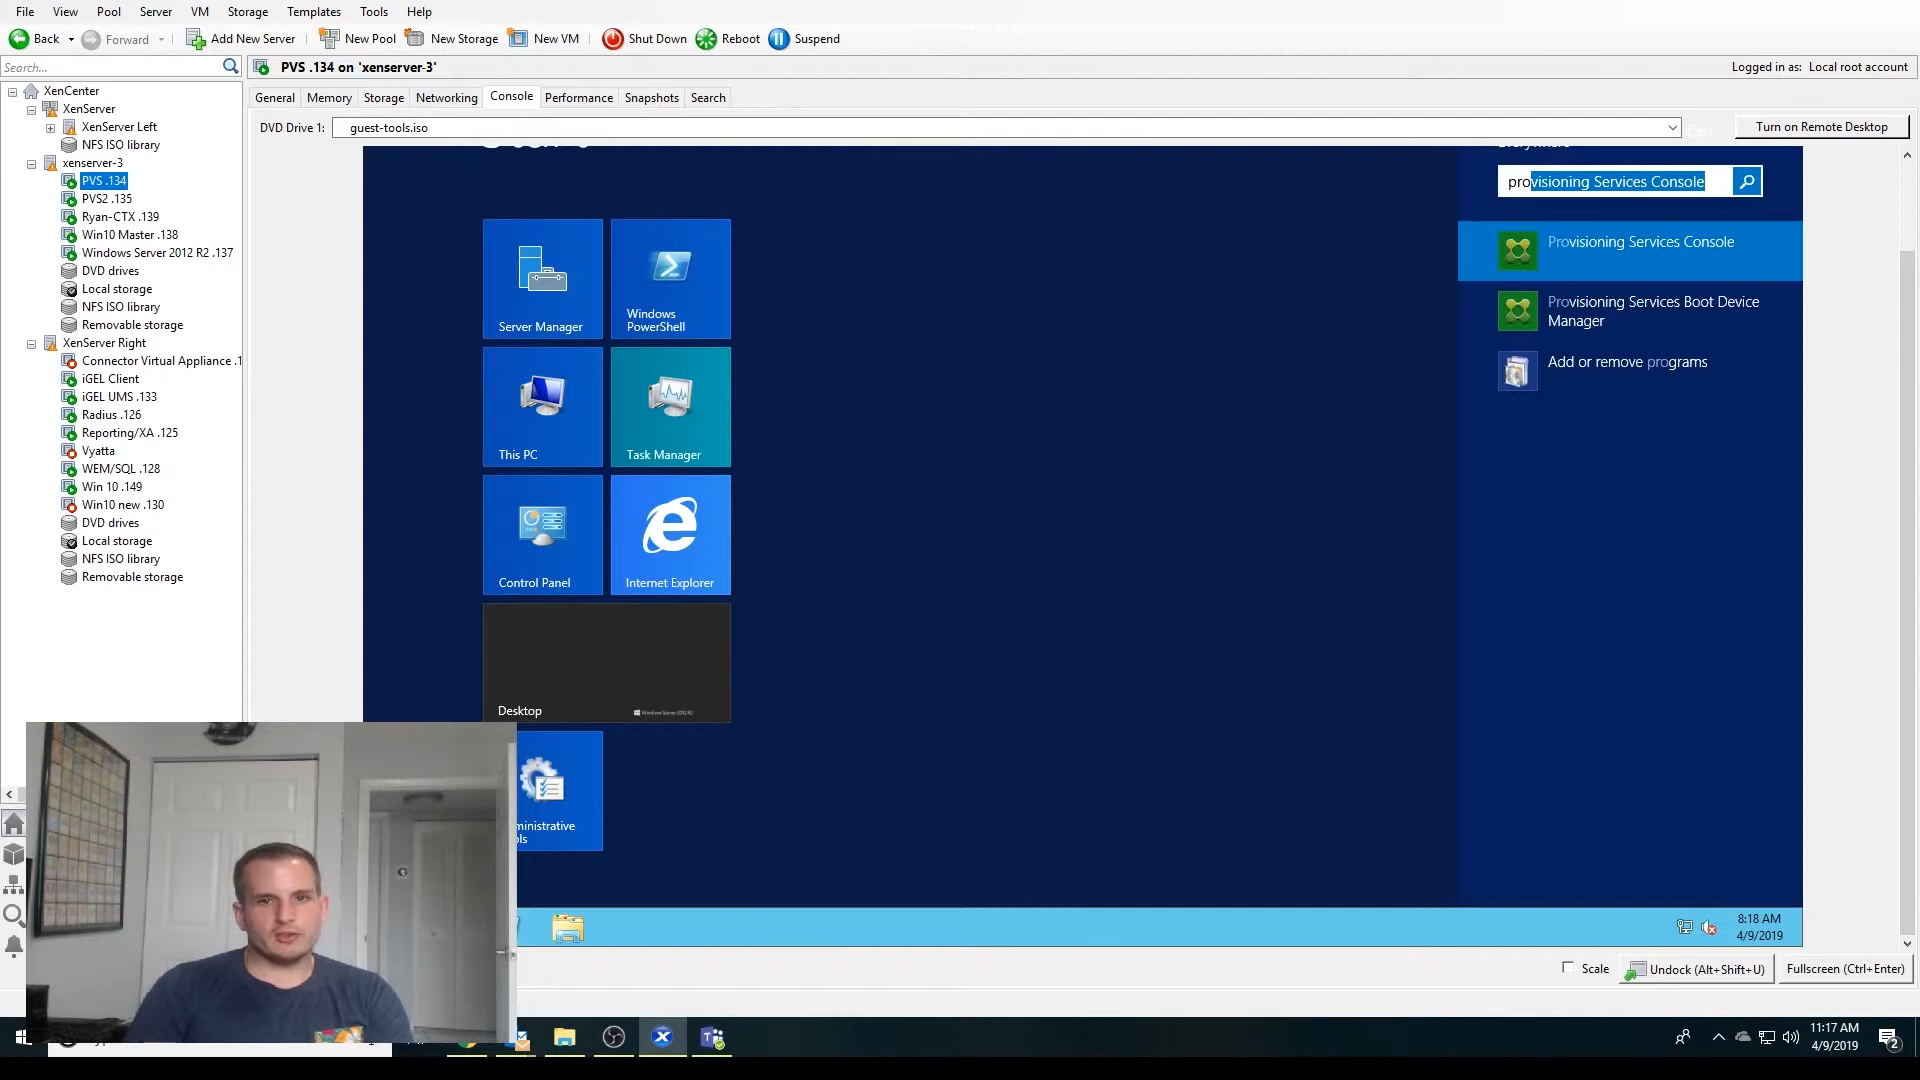 File View Pool Server VM Storage Templates Tools Help
Back Forward Add New Server New Pool New Storage New VM Shut Down Reboot Suspend
Search...
PVS .134 on 'xenserver-3'
Logged in as: Local root account
XenCenter
XenServer
XenServer Left
NFS ISO library
xenserver-3
PVS .134
PVS2 .135
Ryan-CTX .139
Win10 Master .138
Windows Server 2012 R2 .137
DVD drives
Local storage
NFS ISO library
Removable storage
XenServer Right
Connector Virtual Appliance .1
iGEL Client
iGEL UMS .133
Radius .126
Reporting/XA .125
Vyatta
WEM/SQL .128
Win 10 .149
Win10 new .130
DVD drives
Local storage
NFS ISO library
Removable storage
General Memory Storage Networking Console Performance Snapshots Search
DVD Drive 1: guest-tools.iso
Turn on Remote Desktop
Server Manager
Windows
PowerShell
This PC
Task Manager
Control Panel
Internet Explorer
Desktop
Windows Server 2012 R2
ministrative
ols
Everywhere
provisioning Services Console
Provisioning Services Console
Provisioning Services Boot Device
Manager
Add or remove programs
8:18 AM
4/9/2019
Scale
Undock (Alt+Shift+U)
Fullscreen (Ctrl+Enter)
11:17 AM
4/9/2019
2